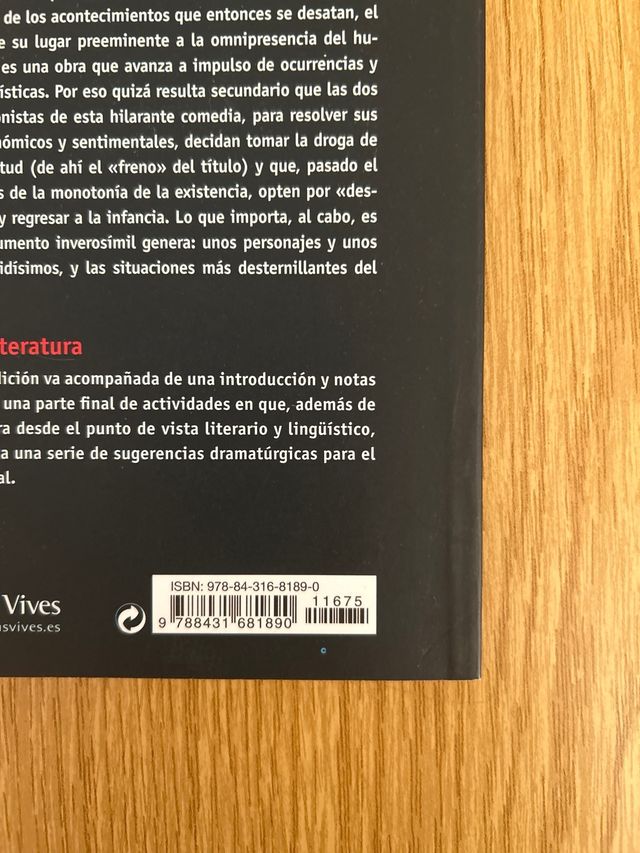 de los acontecimientos que entonces se desatan, el
su lugar preeminente a la omnipresencia del hu-
es una obra que avanza a impulso de ocurrencias y
ísticas. Por eso quizá resulta secundario que las dos
onistas de esta hilarante comedia, para resolver sus
nómicos y sentimentales, decidan tomar la droga de
tud (de ahí el «freno» del título) y que, pasado el
s de la monotonía de la existencia, opten por «des-
y regresar a la infancia. Lo que importa, al cabo, es
umento inverosímil genera: unos personajes y unos
idísimos, y las situaciones más desternillantes del
teratura
dición va acompañada de una introducción y notas
una parte final de actividades en que, además de
ra desde el punto de vista literario y lingüístico,
a una serie de sugerencias dramatúrgicas para el
al.
Vives
nsvives.es
ISBN: 978-84-316-8189-0
11675
9 788431 681890
©